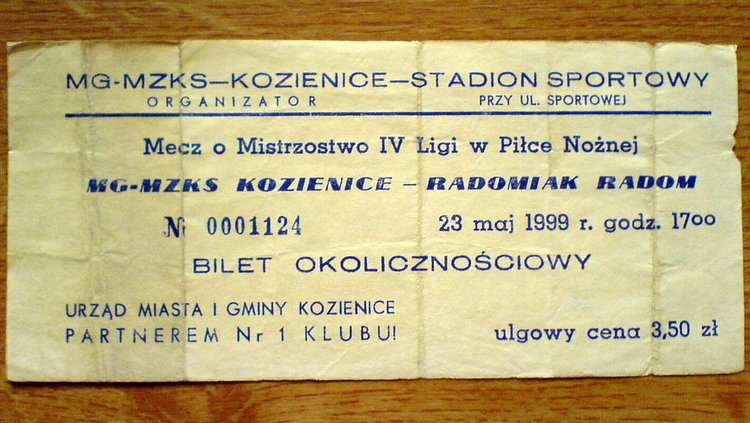 MG-MZKS—KOZIENICE—STADION SPORTOWY
ORGANIZATOR PRZY UL. SPORTOWEJ
Mecz o Mistrzostwo IV Ligi w Piłce Nożnej
MG-MZKS KOZIENICE – RADOMIAK RADOM
№ 0001124 23 maj 1999 r. godz. 17oo
BILET OKOLICZNOŚCIOWY
URZĄD MIASTA I GMINY KOZIENICE
PARTNEREM Nr 1 KLUBU! ulgowy cena 3,50 zł